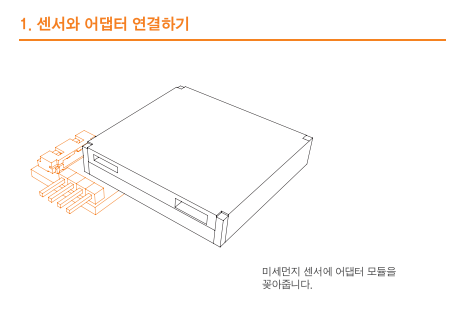 1. 센서와 어댑터 연결하기
미세먼지 센서에 어댑터 모듈을
꽂아줍니다.